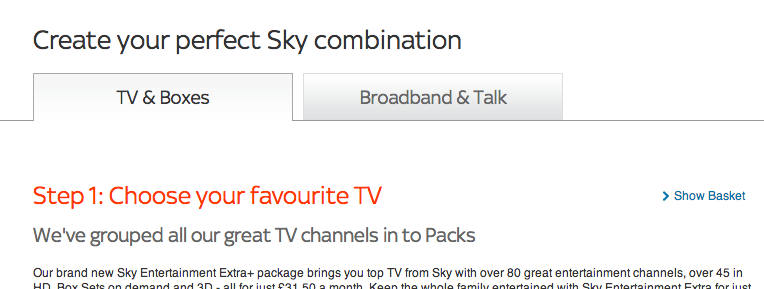 Create your perfect Sky combination
TV & Boxes
Broadband & Talk
Step 1: Choose your favourite TV
Show Basket
We've grouped all our great TV channels in to Packs
Our brand new Sky Entertainment Extra+ package brings you top TV from Sky with over 80 great entertainment channels, over 45 in
HD, Box Sets on demand and 3D - all for just £31.50 a month. Keep the whole family entertained with Sky Entertainment Extra for just